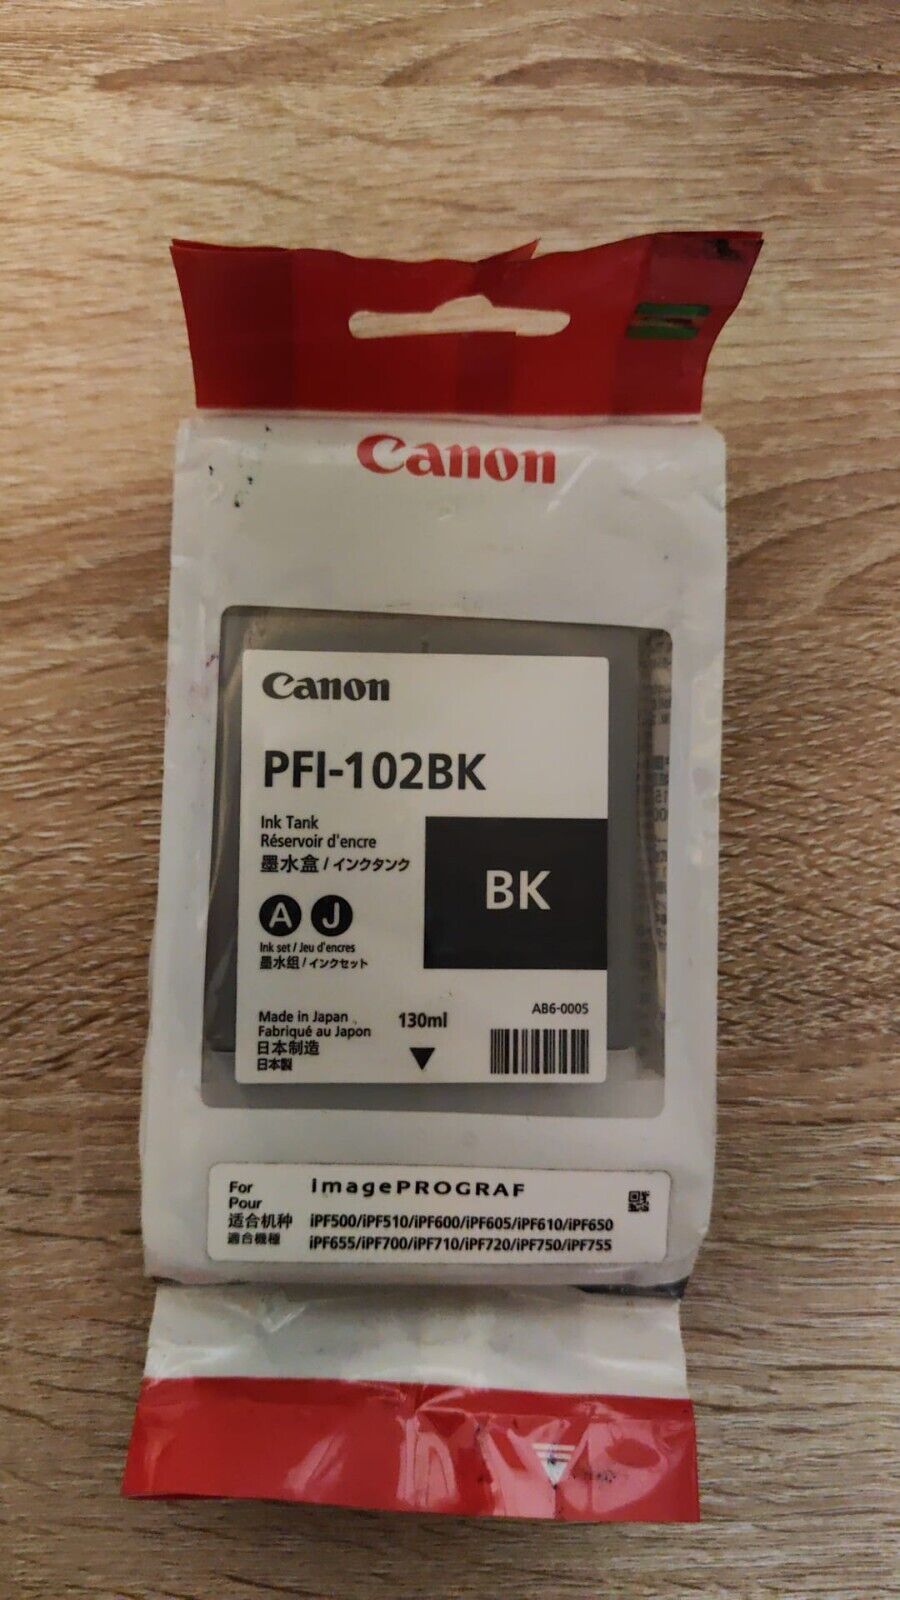 Canon
Canon
PFI-102BK
Ink Tank
Réservoir d'encre
墨水盒 / インクタンク
BK
A J
Ink set / Jeu d'encres
墨水组 / インクセット
AB6-0005
Made in Japan
Fabriqué au Japon
日本制造
日本製
130ml
For
Pour
适合机种
適合機種
imagePROGRAF
iPF500/iPF510/iPF600/iPF605/iPF610/iPF650
iPF655/iPF700/iPF710/iPF720/iPF750/iPF755